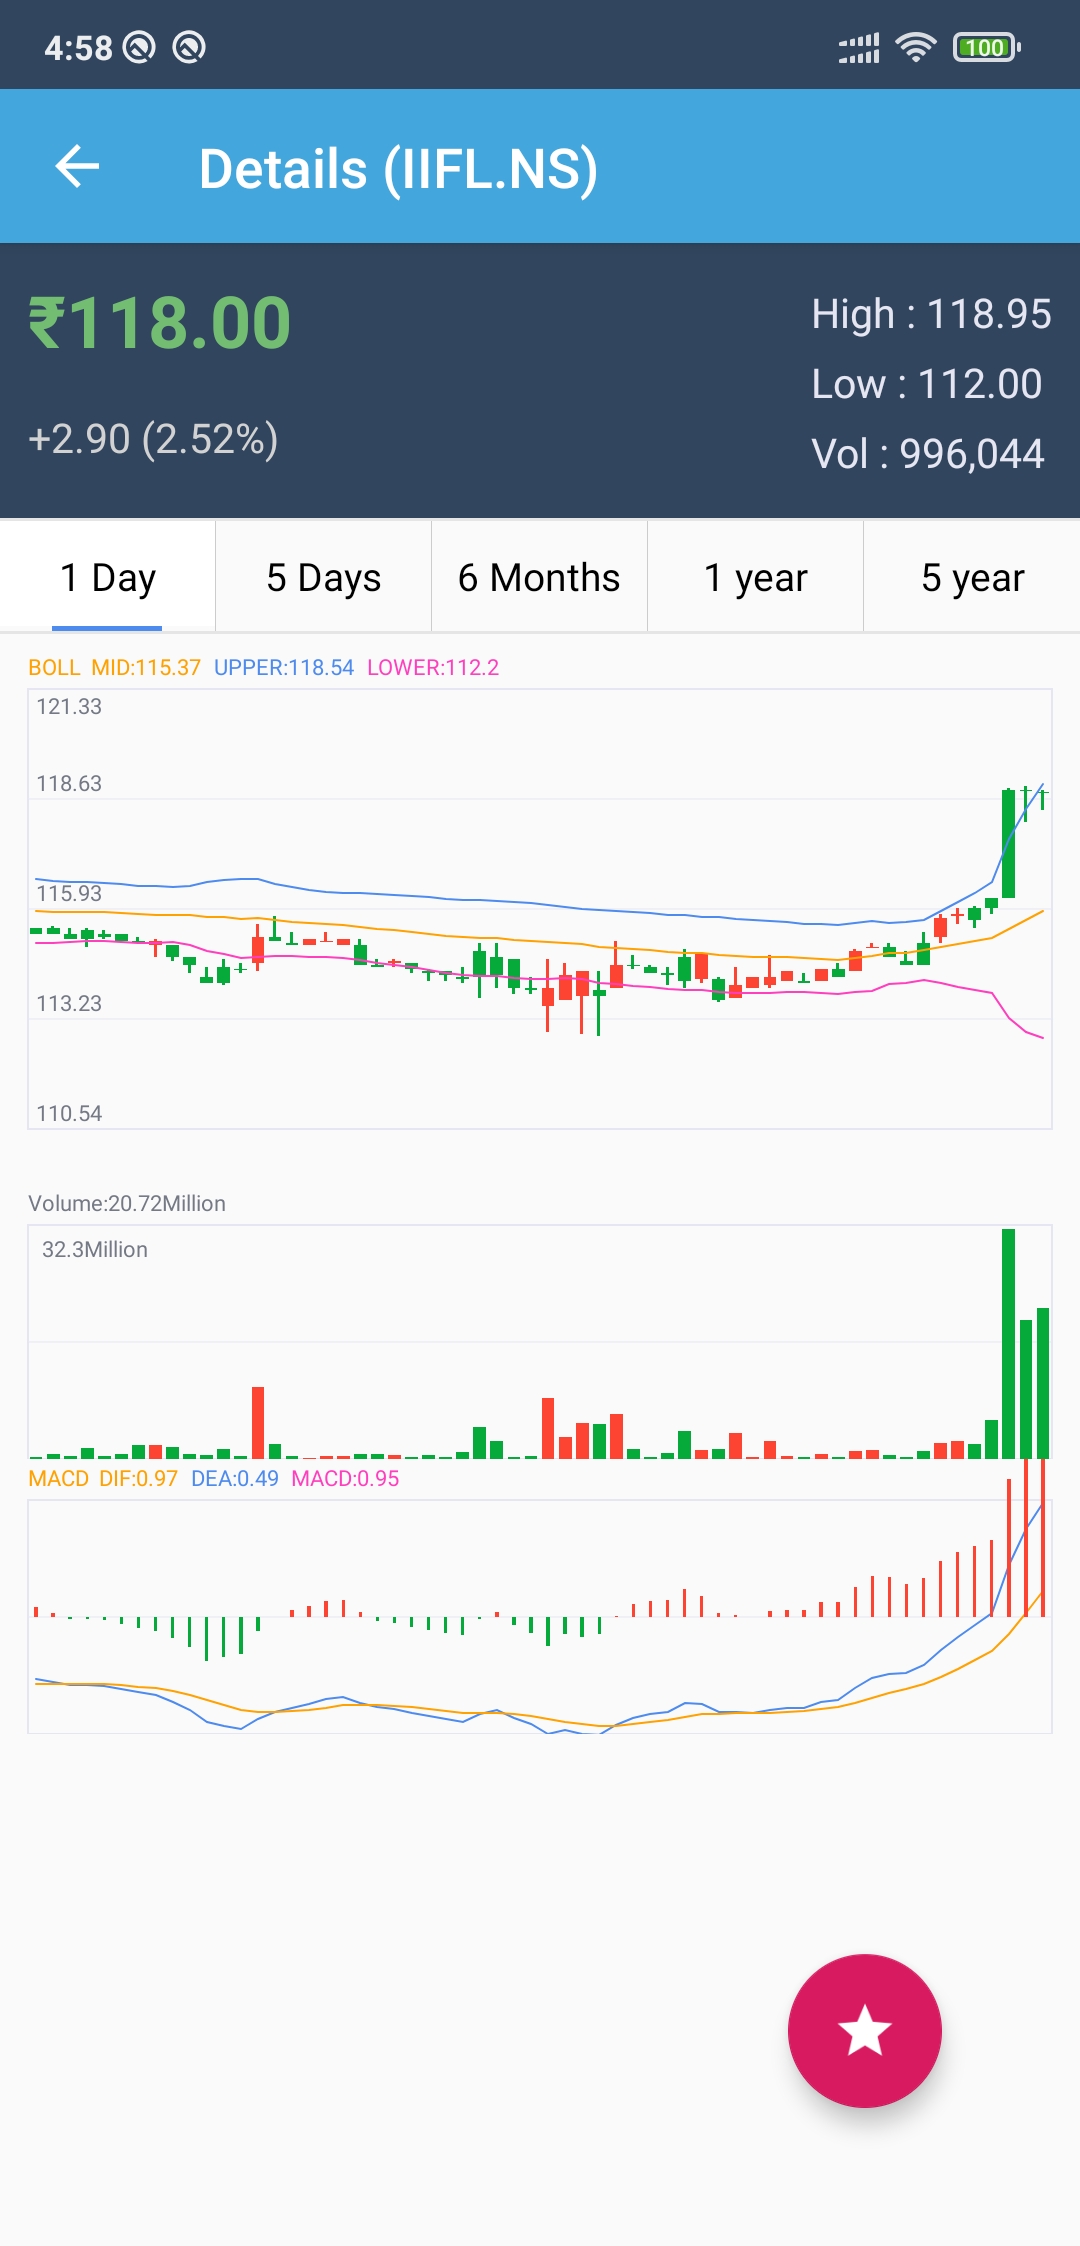 4:58
100
Details (IIFL.NS)
₹118.00
High : 118.95
Low : 112.00
+2.90 (2.52%)
Vol : 996,044
1 Day
5 Days
6 Months
1 year
5 year
BOLL MID:115.37 UPPER:118.54 LOWER:112.2
121.33
118.63
115.93
113.23
110.54
Volume:20.72Million
32.3Million
MACD DIF:0.97 DEA:0.49 MACD:0.95